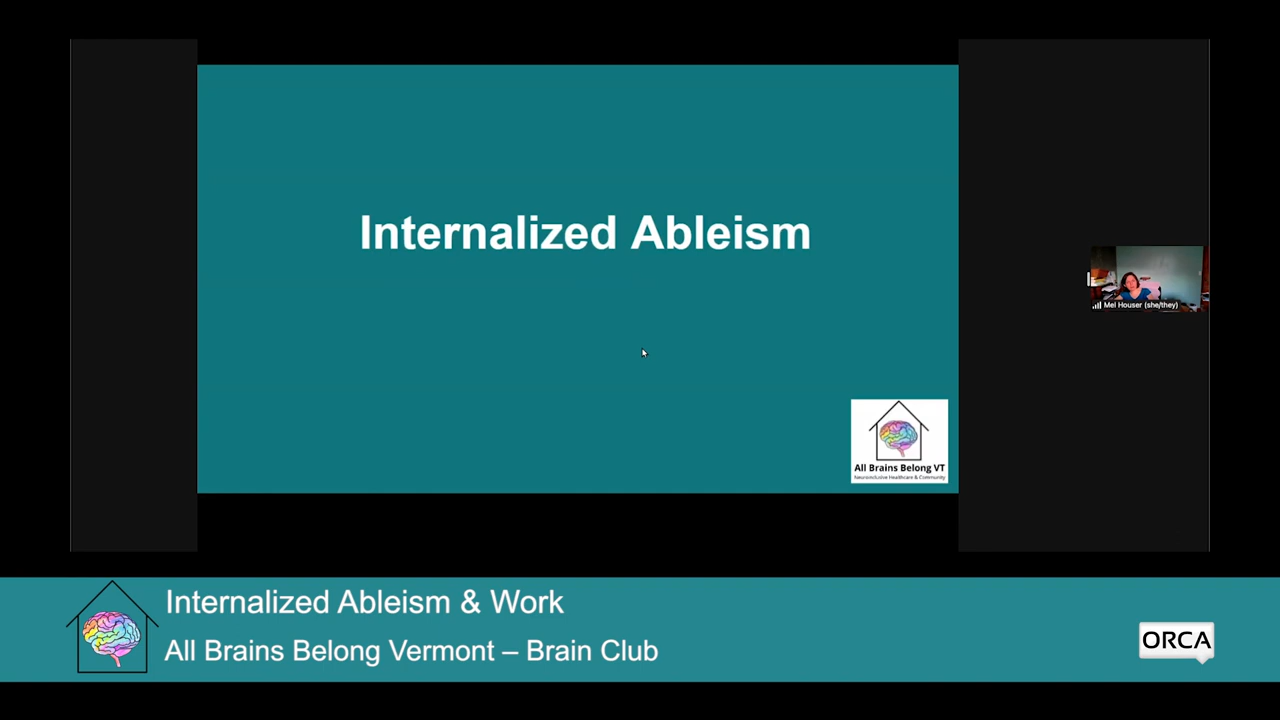 Internalized Ableism
Mel Houser (she/they)
All Brains Belong VT
Neuroinclusive Healthcare & Community
Internalized Ableism & Work
All Brains Belong Vermont – Brain Club
ORCA